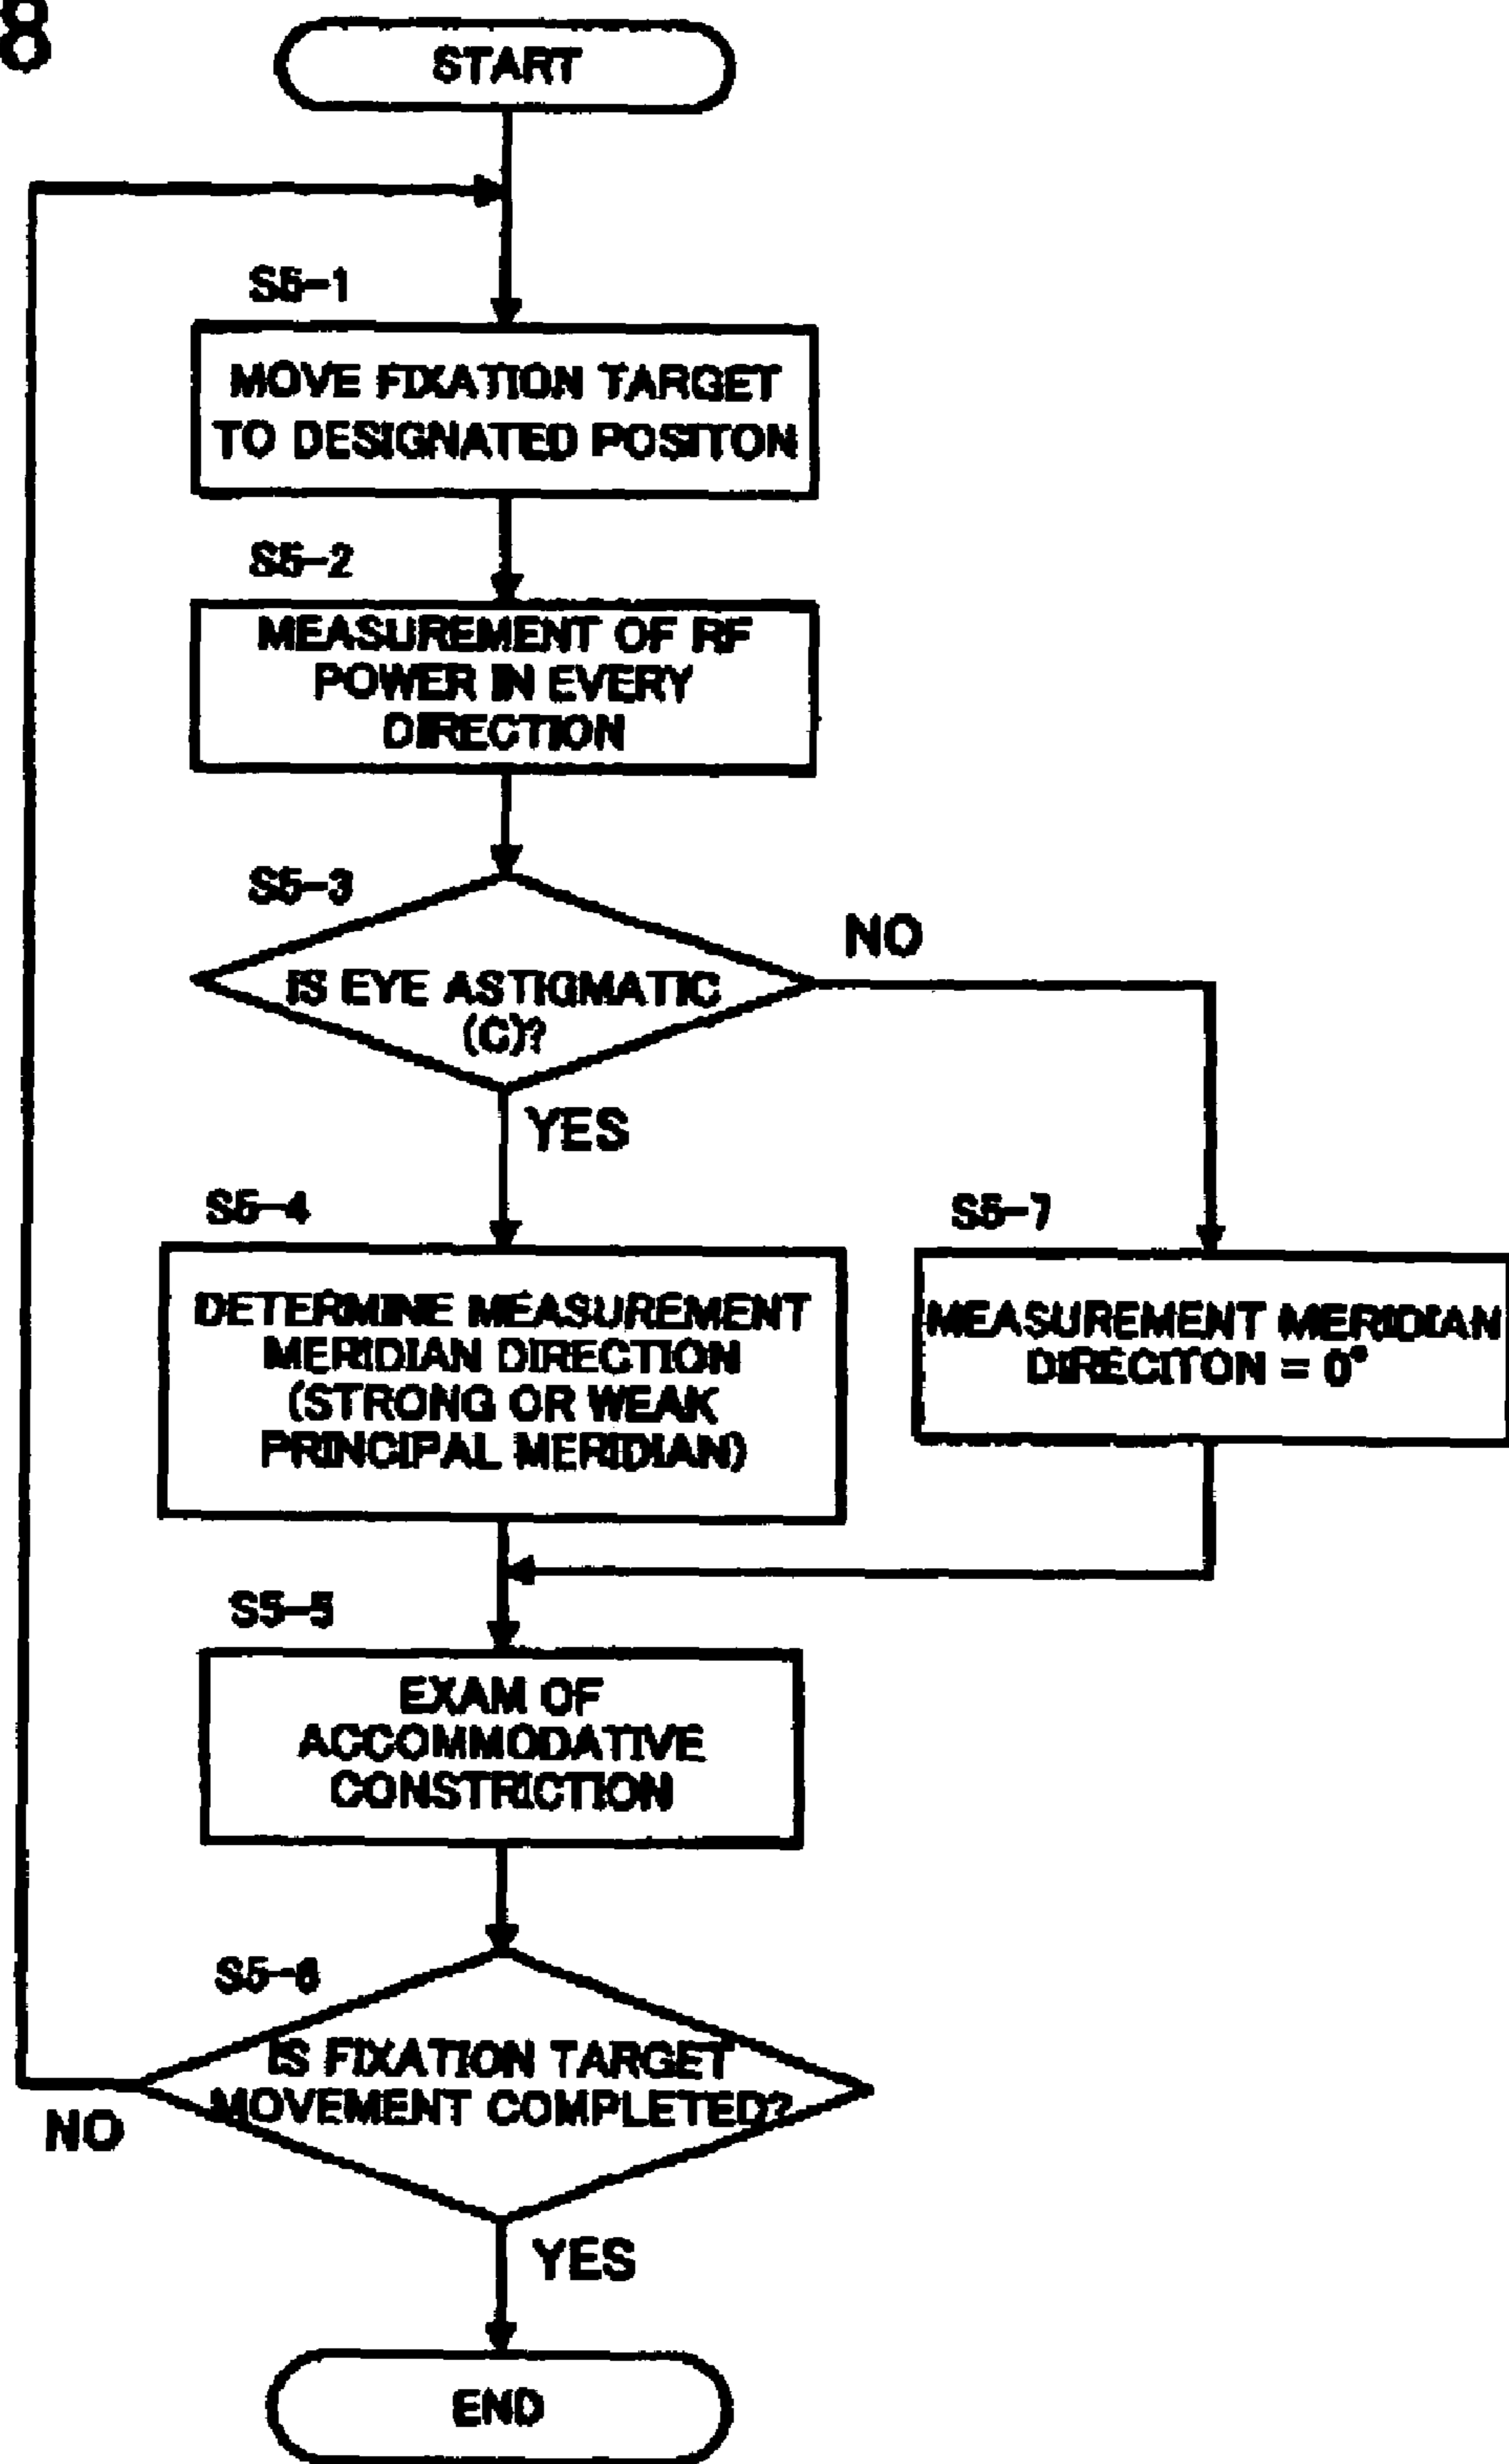 8
START
S5-1
MOVE FIXATION TARGET
TO DESIGNATED POSITON
S5-2
MEASUREMENT OF RF
POWER IN EVERY
DIRECTION
S5-3
IS EYE ASTIGMATIC
(C)?
NO
YES
S5-4
DETERMINE MEASUREMENT
MERIDIAN DIRECTION
(STRONG OR WEAK
PRINCIPAL MERIDIAN)
S5-7
MEASUREMENT MERIDIAN
DIRECITON = 0°
S5-5
EXAM OF
ACCOMMODATIVE
CONSTRICTION
S5-6
IS FIXATION TARGET
MOVEMENT COMPLETED?
NO
YES
END